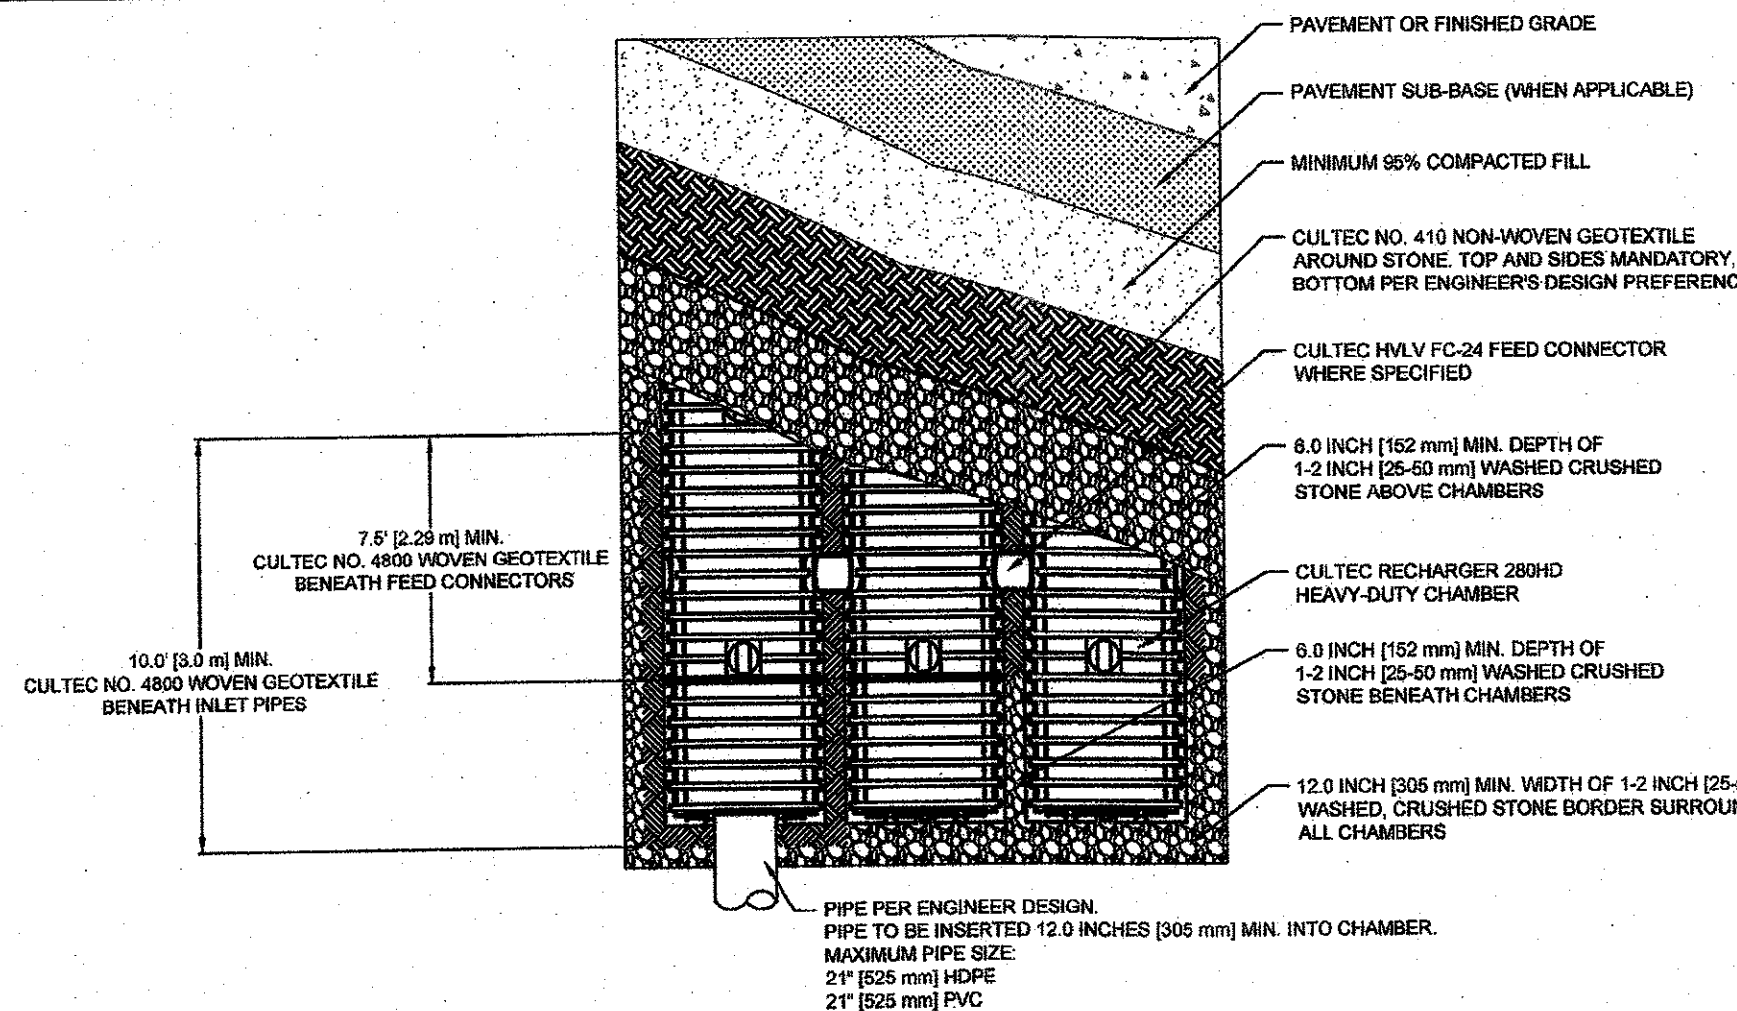 PAVEMENT OR FINISHED GRADE
PAVEMENT SUB-BASE (WHEN APPLICABLE)
MINIMUM 95% COMPACTED FILL
CULTEC NO. 410 NON-WOVEN GEOTEXTILE
AROUND STONE. TOP AND SIDES MANDATORY,
BOTTOM PER ENGINEER'S DESIGN PREFERENC
CULTEC HVLV FC-24 FEED CONNECTOR
WHERE SPECIFIED
6.0 INCH [152 mm] MIN. DEPTH OF
1-2 INCH [25-50 mm] WASHED CRUSHED
STONE ABOVE CHAMBERS
7.5' [2.29 m] MIN.
CULTEC NO. 4800 WOVEN GEOTEXTILE
BENEATH FEED CONNECTORS
CULTEC RECHARGER 280HD
HEAVY-DUTY CHAMBER
10.0' [3.0 m] MIN.
CULTEC NO. 4800 WOVEN GEOTEXTILE
BENEATH INLET PIPES
6.0 INCH [152 mm] MIN. DEPTH OF
1-2 INCH [25-50 mm] WASHED CRUSHED
STONE BENEATH CHAMBERS
12.0 INCH [305 mm] MIN. WIDTH OF 1-2 INCH [25-
WASHED, CRUSHED STONE BORDER SURROUN
ALL CHAMBERS
PIPE PER ENGINEER DESIGN.
PIPE TO BE INSERTED 12.0 INCHES [305 mm] MIN. INTO CHAMBER.
MAXIMUM PIPE SIZE:
21" [525 mm] HDPE
21" [525 mm] PVC